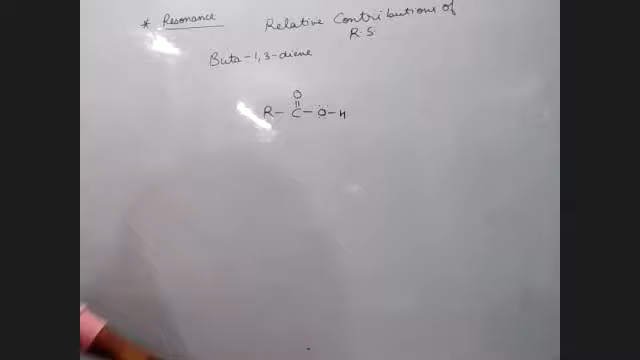 * Resonance
Relative Contributions of
R.S.
Buta-1,3-diene
O
||
R-C-Ö-H